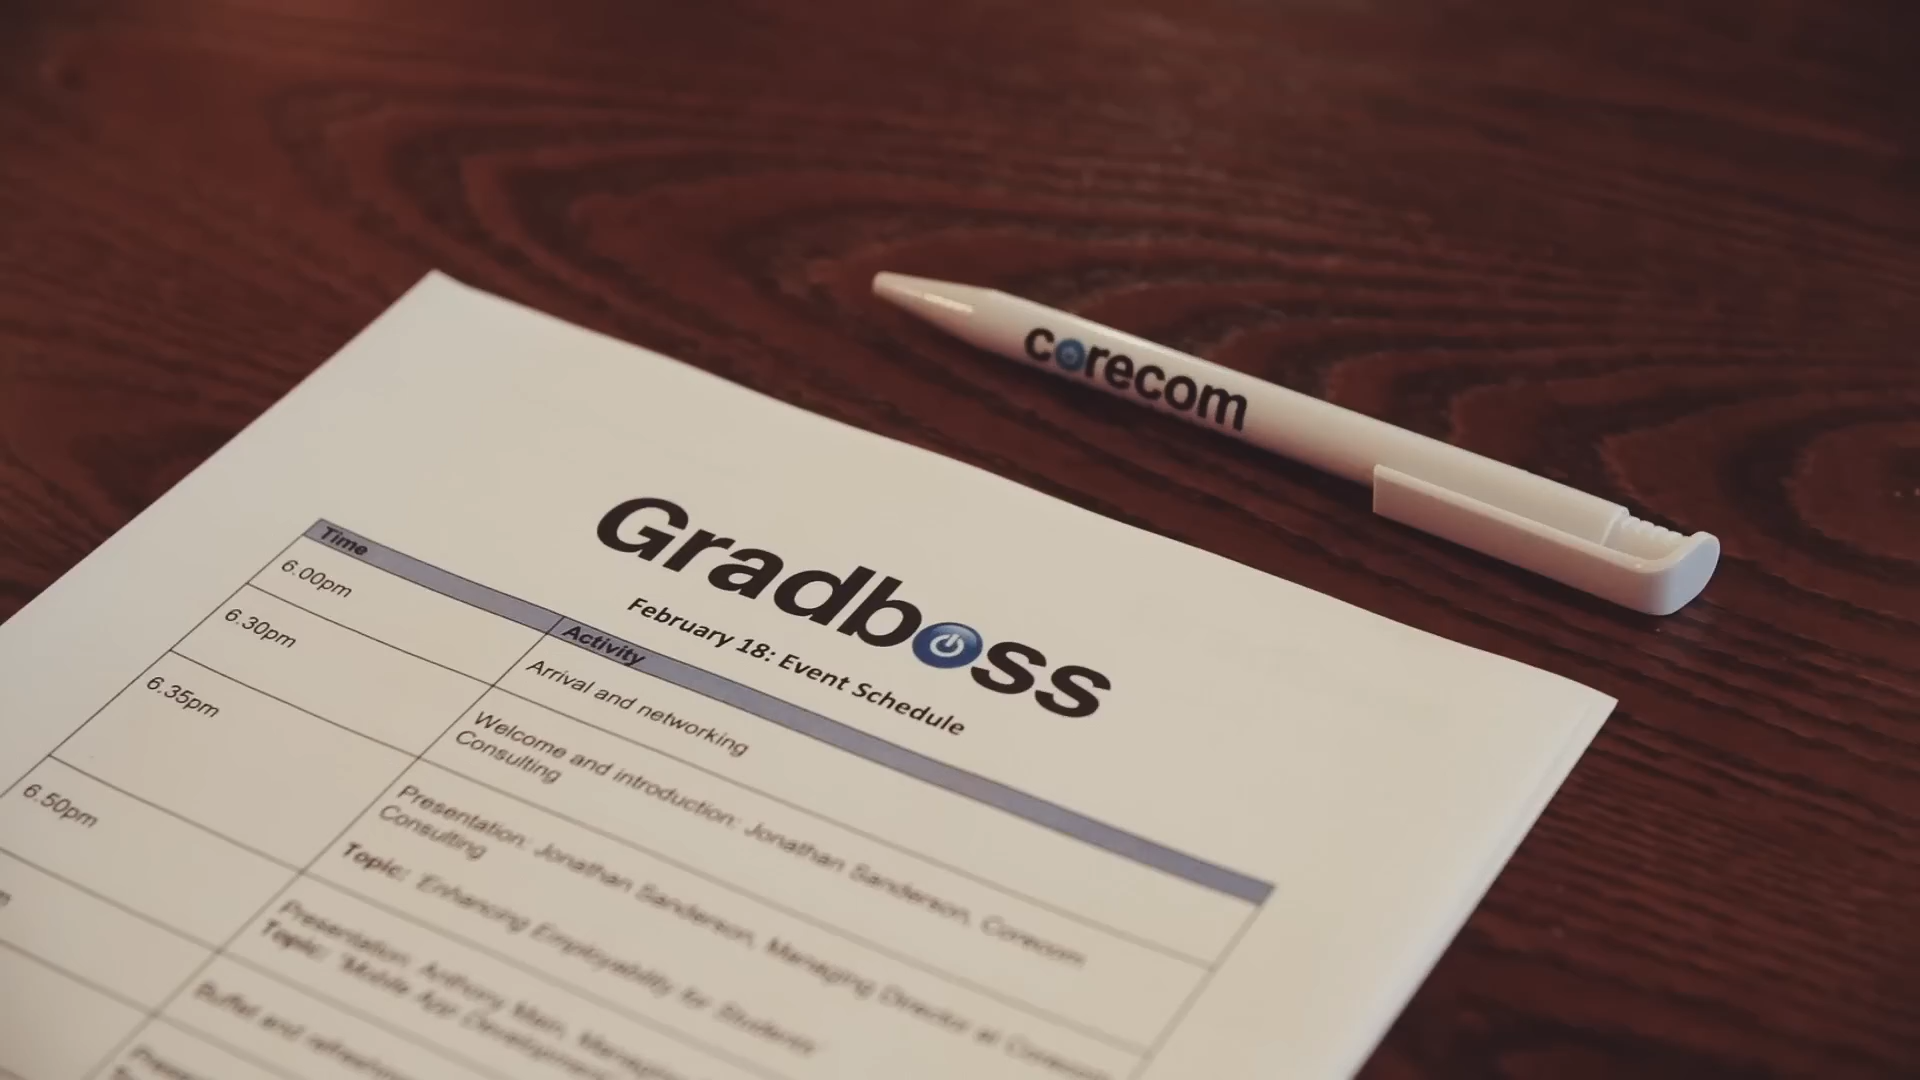 corecom
Gradboss
February 18: Event Schedule
Time Activity
6.00pm Arrival and networking
6.30pm Welcome and introduction: Jonathan Sanderson, Corecom
Consulting
6.35pm Presentation: Jonathan Sanderson, Managing Director at Corecom
Consulting
Topic: Enhancing Employability for Students
6.50pm Presentation: Anthony Main, Managing
Topic: 'Mobile App Development
Buffet and